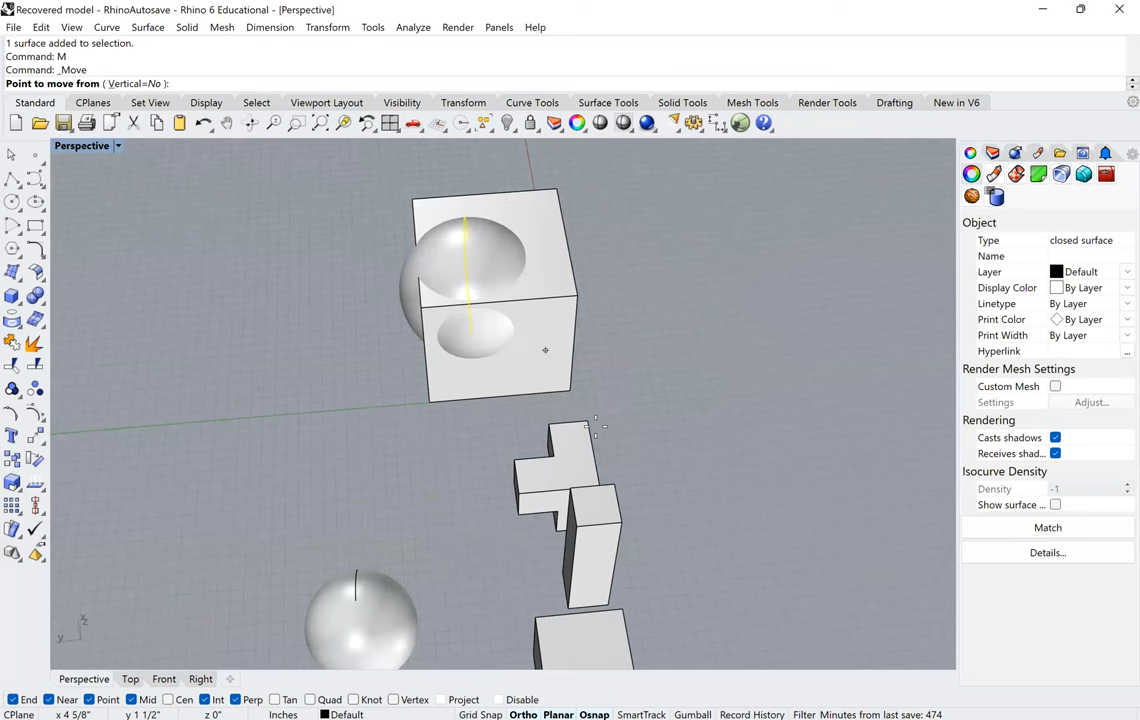 Recovered model - RhinoAutosave - Rhino 6 Educational - [Perspective]
File Edit View Curve Surface Solid Mesh Dimension Transform Tools Analyze Render Panels Help
1 surface added to selection.
Command: M
Command: _Move
Point to move from ( Vertical=No ):
Standard CPlanes Set View Display Select Viewport Layout Visibility Transform Curve Tools Surface Tools Solid Tools Mesh Tools Render Tools Drafting New in V6
Perspective
Object
Type closed surface
Name
Layer Default
Display Color By Layer
Linetype By Layer
Print Color By Layer
Print Width By Layer
Hyperlink ...
Render Mesh Settings
Custom Mesh
Settings Adjust...
Rendering
Casts shadows
Receives shad...
Isocurve Density
Density -1
Show surface ...
Match
Details...
z
y x
Perspective Top Front Right
End Near Point Mid Cen Int Perp Tan Quad Knot Vertex Project Disable
CPlane x 4 5/8" y 1 1/2" z 0" Inches Default Grid Snap Ortho Planar Osnap SmartTrack Gumball Record History Filter Minutes from last save: 474